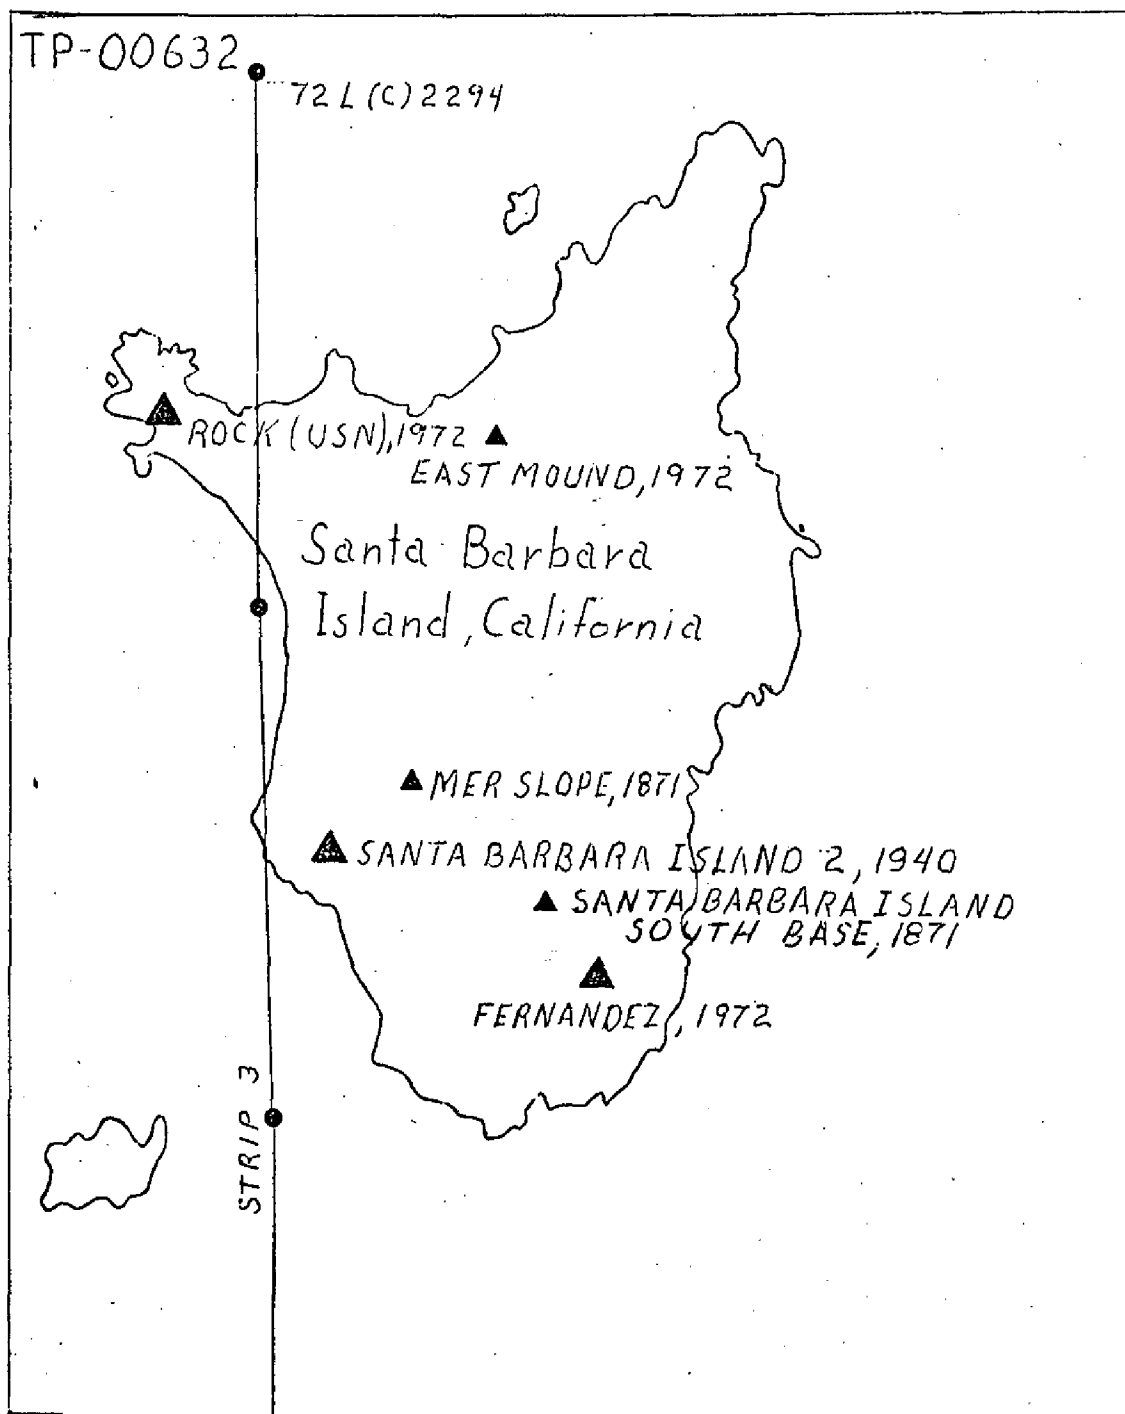 TP-00632
72L(C)2294
ROCK (USN),1972
EAST MOUND,1972
Santa Barbara
Island, California
MER SLOPE,1871
SANTA BARBARA ISLAND 2, 1940
SANTA BARBARA ISLAND
SOUTH BASE, 1871
FERNANDEZ, 1972
STRIP 3